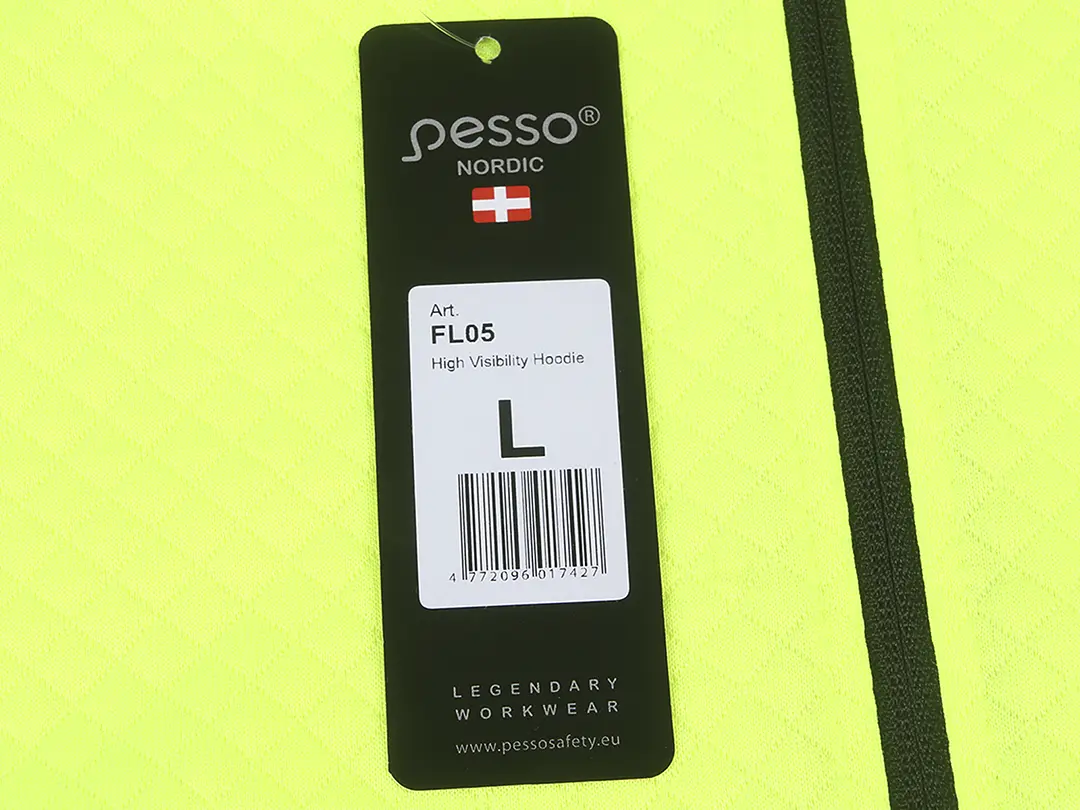 pesso®
NORDIC
Art.
FL05
High Visibility Hoodie
L
4 772096 017427
LEGENDARY
WORKWEAR
www.pessosafety.eu